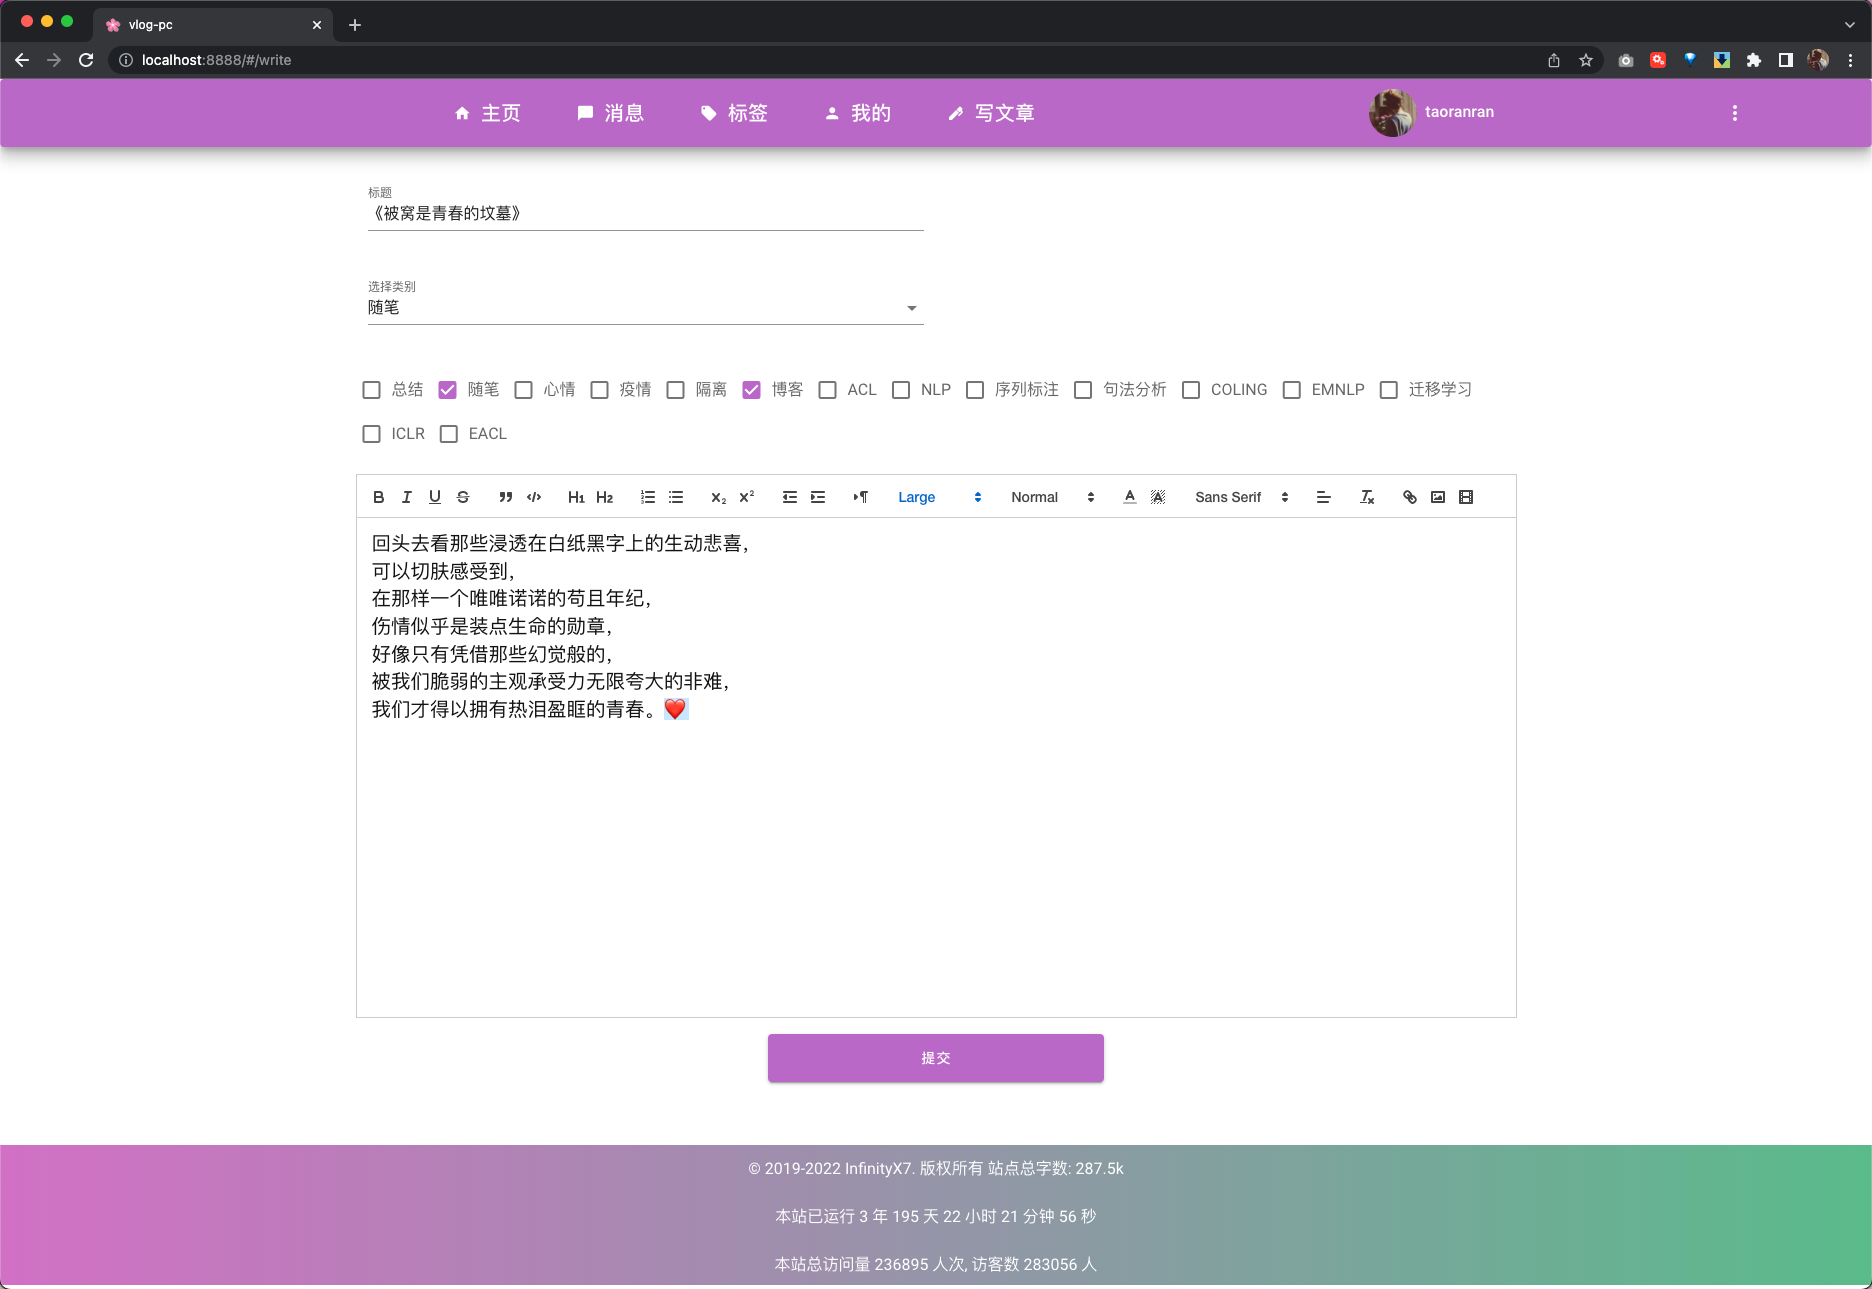 vlog-pc
localhost:8888/#/write
主页 消息 标签 我的 写文章 taoranran
标题
《被窝是青春的坟墓》
选择类别
随笔
总结 随笔 心情 疫情 隔离 博客 ACL NLP 序列标注 句法分析 COLING EMNLP 迁移学习
ICLR EACL
B I U S H1 H2 X2 X2 Large Normal A A Sans Serif Tx
回头去看那些浸透在白纸黑字上的生动悲喜，
可以切肤感受到，
在那样一个唯唯诺诺的苟且年纪，
伤情似乎是装点生命的勋章，
好像只有凭借那些幻觉般的，
被我们脆弱的主观承受力无限夸大的非难，
我们才得以拥有热泪盈眶的青春。❤️
提交
© 2019-2022 InfinityX7. 版权所有 站点总字数: 287.5k
本站已运行 3 年 195 天 22 小时 21 分钟 56 秒
本站总访问量 236895 人次, 访客数 283056 人